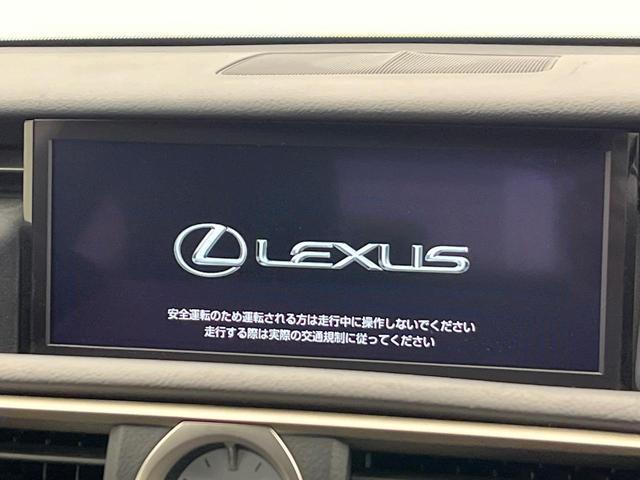 LEXUS
安全運転のため運転される方は走行中に操作しないでください
走行する際は実際の交通規制に従ってください